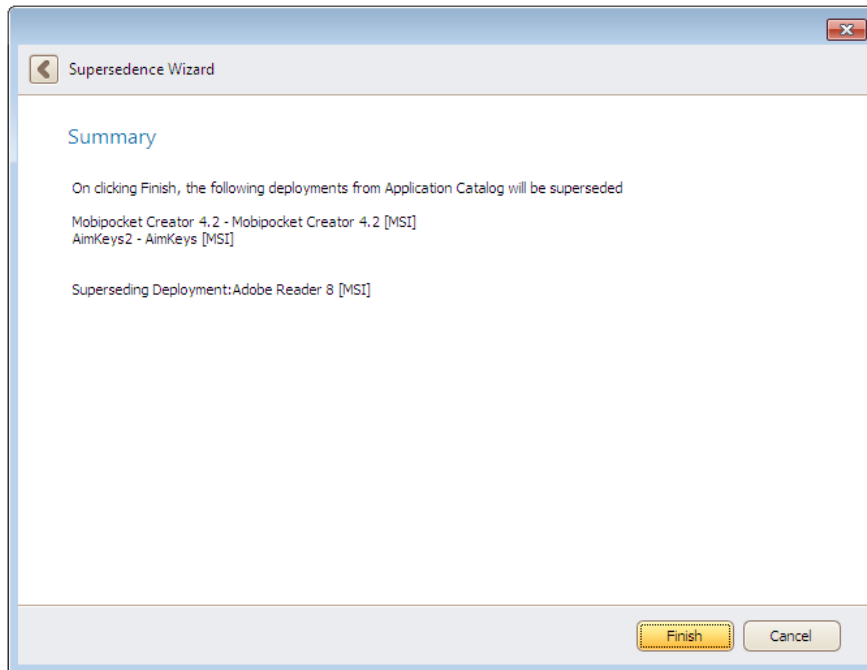 Supersedence Wizard
Summary
On clicking Finish, the following deployments from Application Catalog will be superseded
Mobipocket Creator 4.2 - Mobipocket Creator 4.2 [MSI]
AimKeys2 - AimKeys [MSI]
Superseding Deployment:Adobe Reader 8 [MSI]
Finish
Cancel